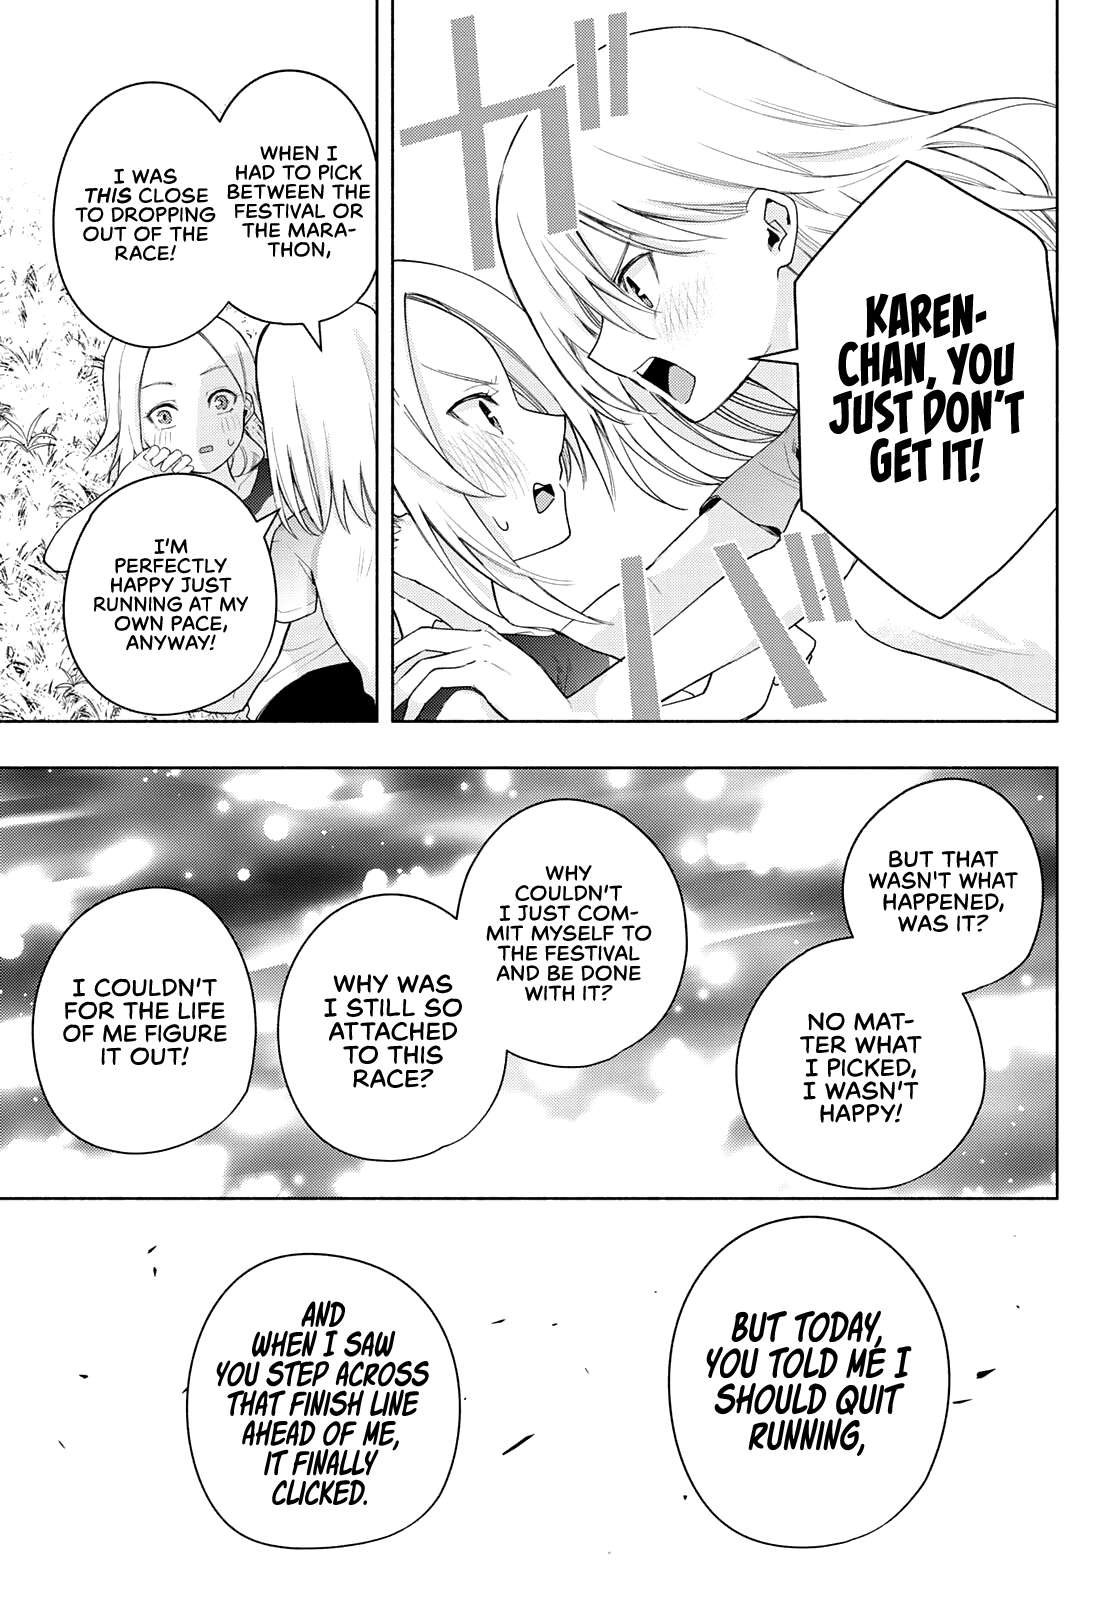 ガ
バ
KAREN-
CHAN, YOU
JUST DON'T
GET IT!
WHEN I
HAD TO PICK
BETWEEN THE
FESTIVAL OR
THE MARA-
THON,
I WAS
THIS CLOSE
TO DROPPING
OUT OF THE
RACE!
I'M
PERFECTLY
HAPPY JUST
RUNNING AT MY
OWN PACE,
ANYWAY!
BUT THAT
WASN'T WHAT
HAPPENED,
WAS IT?
NO MAT-
TER WHAT
I PICKED,
I WASN'T
HAPPY!
WHY
COULDN'T
I JUST COM-
MIT MYSELF TO
THE FESTIVAL
AND BE DONE
WITH IT?
WHY WAS
I STILL SO
ATTACHED
TO THIS
RACE?
I COULDN'T
FOR THE LIFE
OF ME FIGURE
IT OUT!
BUT TODAY,
YOU TOLD ME I
SHOULD QUIT
RUNNING,
AND
WHEN I SAW
YOU STEP ACROSS
THAT FINISH LINE
AHEAD OF ME,
IT FINALLY
CLICKED.